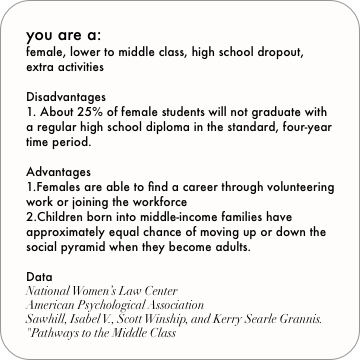 you are a:
female, lower to middle class, high school dropout,
extra activities
Disadvantages
1. About 25% of female students will not graduate with
a regular high school diploma in the standard, four-year
time period.
Advantages
1.Females are able to find a career through volunteering
work or joining the workforce
2.Children born into middle-income families have
approximately equal chance of moving up or down the
social pyramid when they become adults.
Data
National Women's Law Center
American Psychological Association
Sawhill, Isabel V., Scott Winship, and Kerry Searle Grannis.
"Pathways to the Middle Class